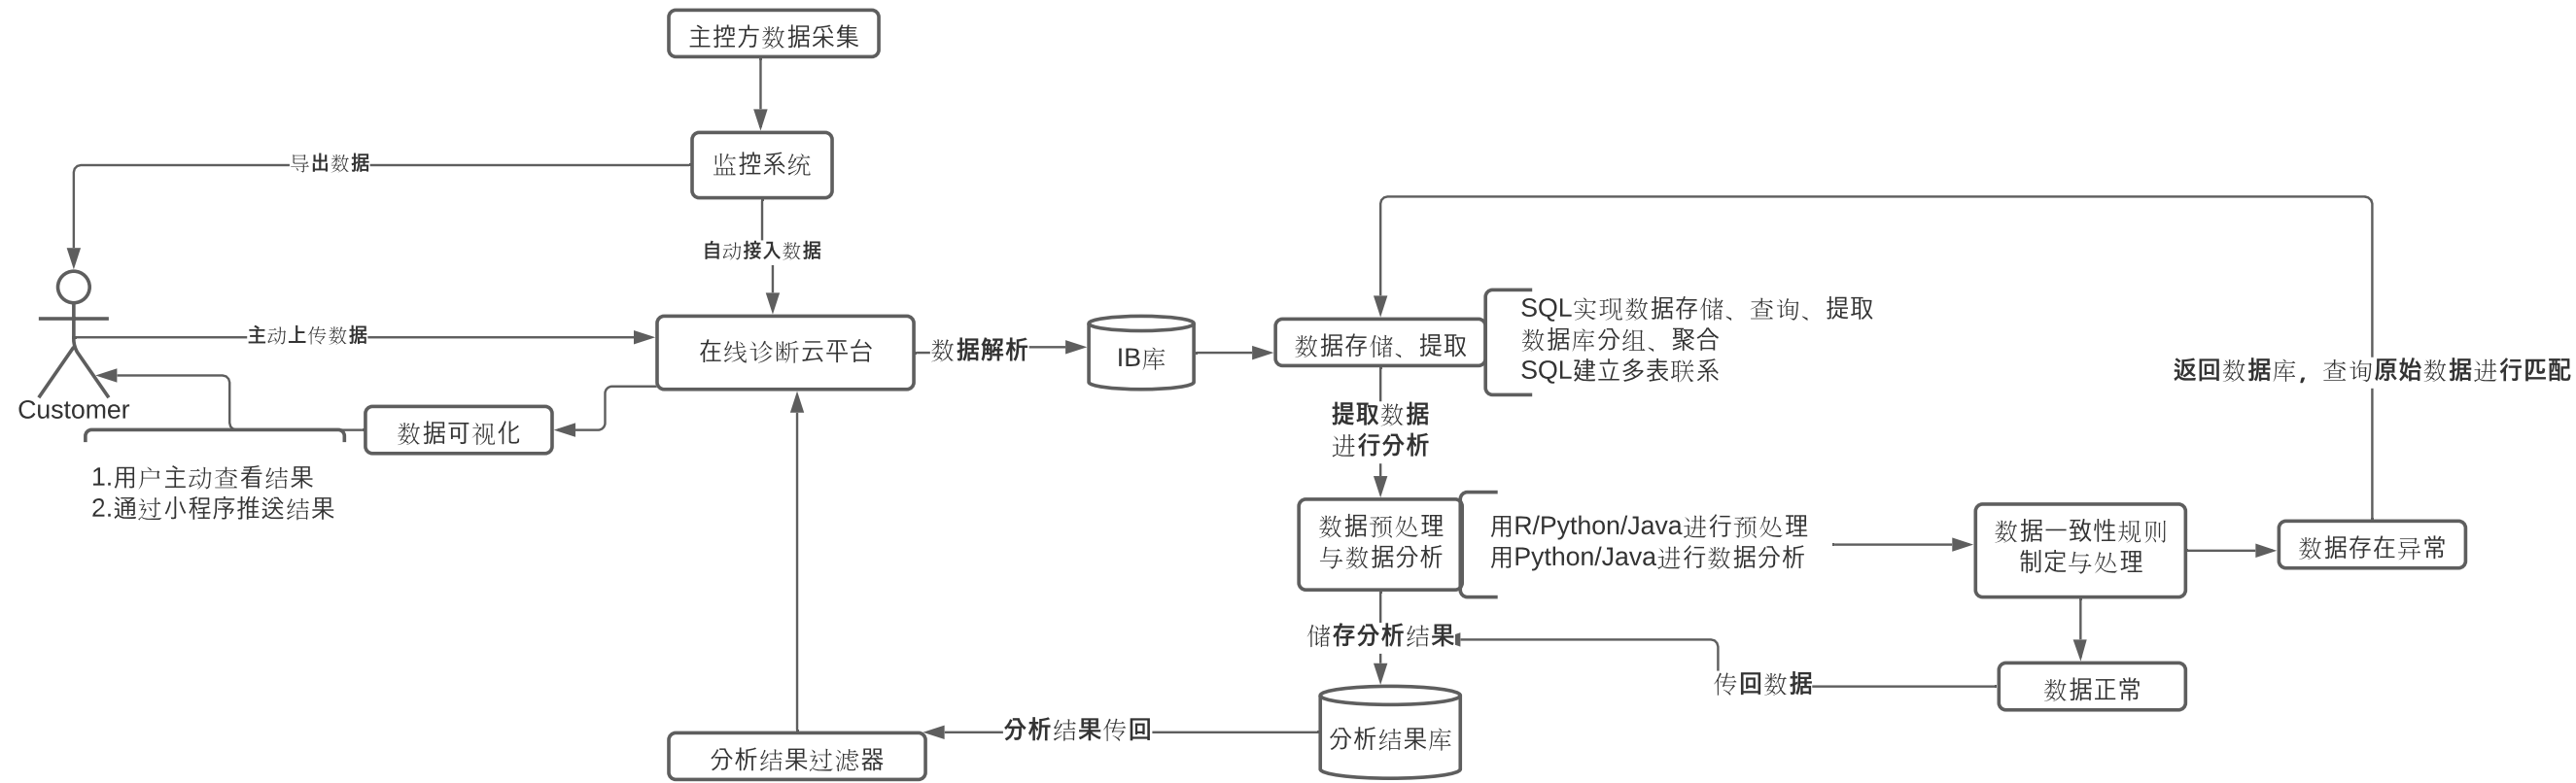 主控方数据采集
导出数据
监控系统
自动接入数据
主动上传数据
在线诊断云平台
数据解析
IB库
数据存储、提取
SQL实现数据存储、查询、提取
数据库分组、聚合
SQL建立多表联系
返回数据库，查询原始数据进行匹配
Customer
数据可视化
提取数据
进行分析
1.用户主动查看结果
2.通过小程序推送结果
数据预处理
与数据分析
用R/Python/Java进行预处理
用Python/Java进行数据分析
数据一致性规则
制定与处理
数据存在异常
储存分析结果
传回数据
数据正常
分析结果传回
分析结果库
分析结果过滤器